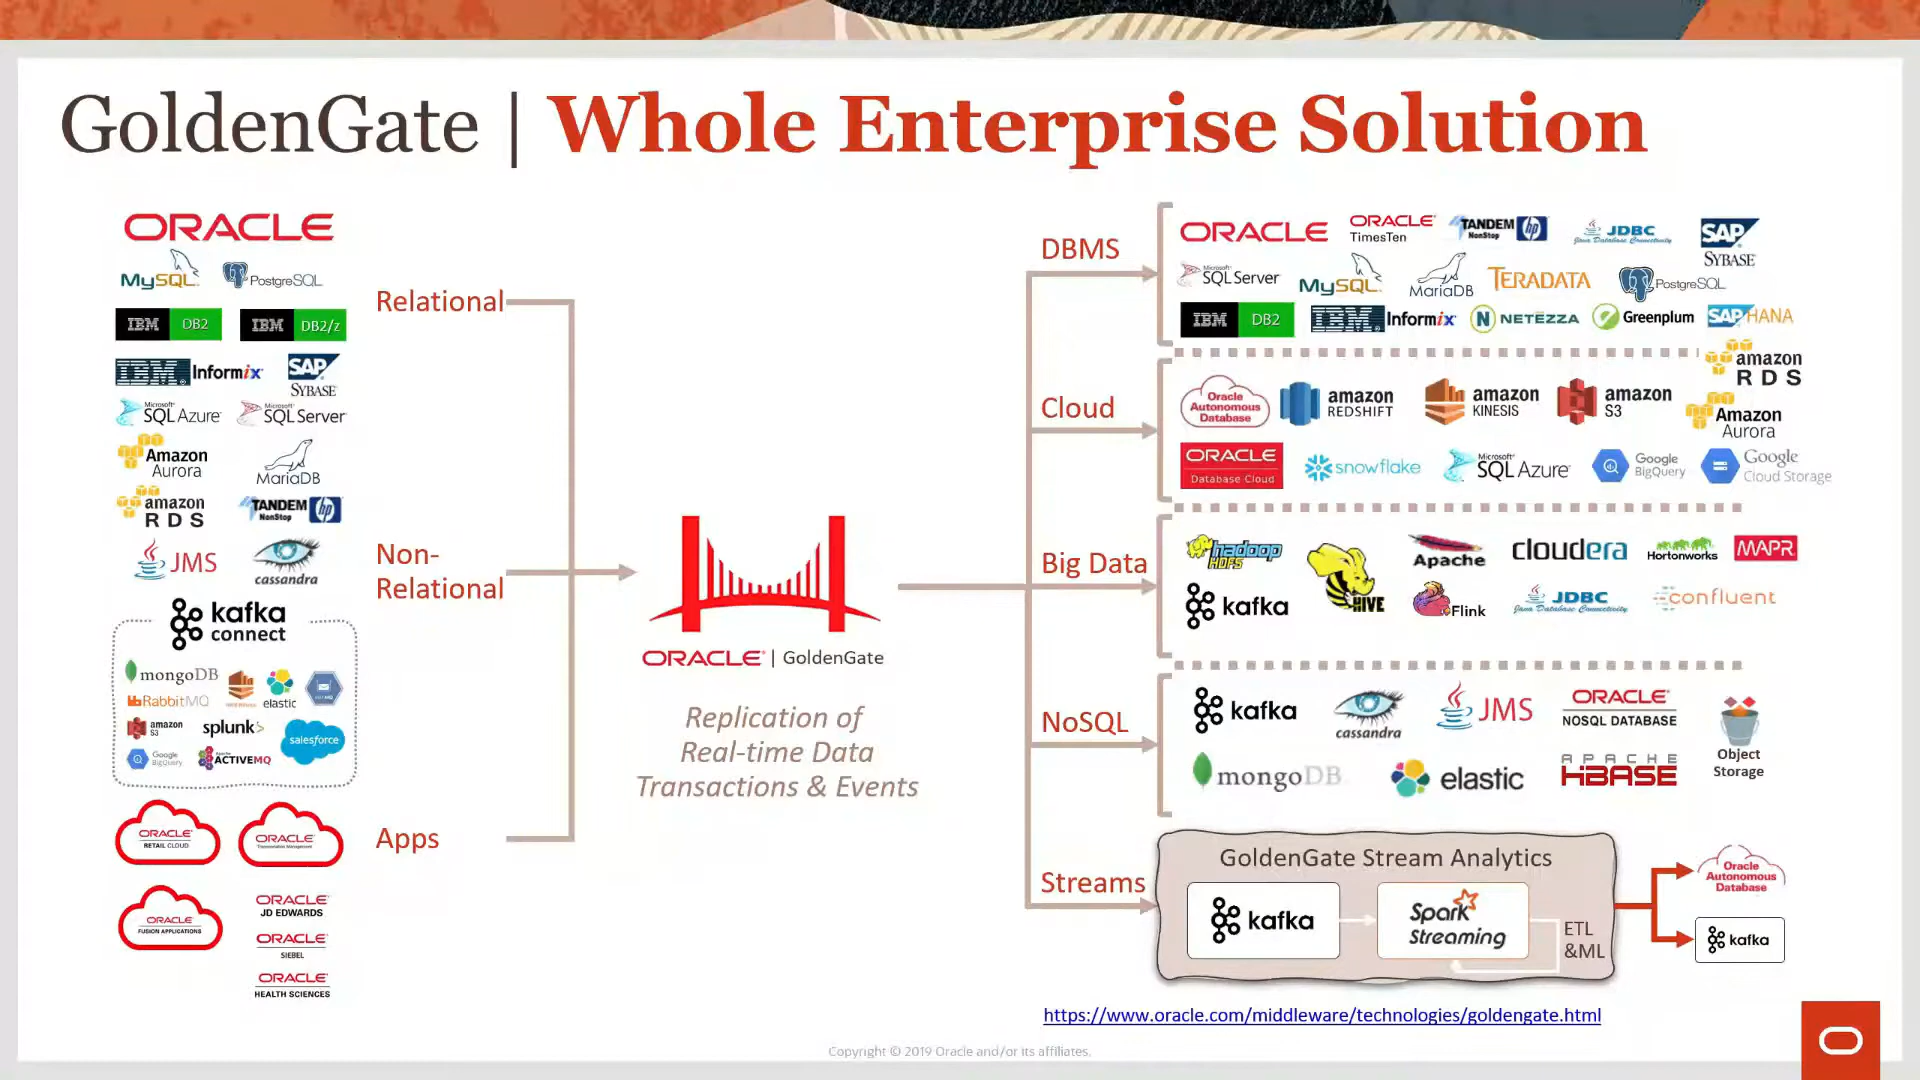 GoldenGate | Whole Enterprise Solution
ORACLE
MySQL
PostgreSQL
IBM DB2
IBM DB2/z
IBM Informix
SAP SYBASE
Microsoft SQL Azure
Microsoft SQL Server
Amazon Aurora
MariaDB
amazon RDS
TANDEM NonStop hp
JMS
cassandra
kafka connect
mongoDB
RabbitMQ
elastic
amazon S3
splunk>
salesforce
Google BigQuery
ACTIVEMQ
ORACLE RETAIL CLOUD
ORACLE Transportation Management
ORACLE FUSION APPLICATIONS
ORACLE JD EDWARDS
ORACLE SIEBEL
ORACLE HEALTH SCIENCES
Relational
Non-
Relational
Apps
ORACLE | GoldenGate
Replication of
Real-time Data
Transactions & Events
DBMS
ORACLE
ORACLE TimesTen
TANDEM NonStop hp
JDBC Java Database Connectivity
SAP SYBASE
Microsoft SQL Server
MySQL
MariaDB
TERADATA
PostgreSQL
IBM DB2
IBM Informix
N NETEZZA
Greenplum
SAP HANA
Cloud
Oracle Autonomous Database
amazon REDSHIFT
amazon KINESIS
amazon S3
amazon RDS
Amazon Aurora
ORACLE Database Cloud
snowflake
Microsoft SQL Azure
Google BigQuery
Google Cloud Storage
Big Data
hadoop HDFS
HIVE
Apache
cloudera
Hortonworks
MAPR
kafka
Flink
JDBC Java Database Connectivity
confluent
NoSQL
kafka
cassandra
JMS
ORACLE NOSQL DATABASE
Object Storage
mongoDB
elastic
APACHE HBASE
Streams
GoldenGate Stream Analytics
kafka
Spark Streaming
ETL
&ML
Oracle Autonomous Database
kafka
https://www.oracle.com/middleware/technologies/goldengate.html
Copyright © 2019 Oracle and/or its affiliates.